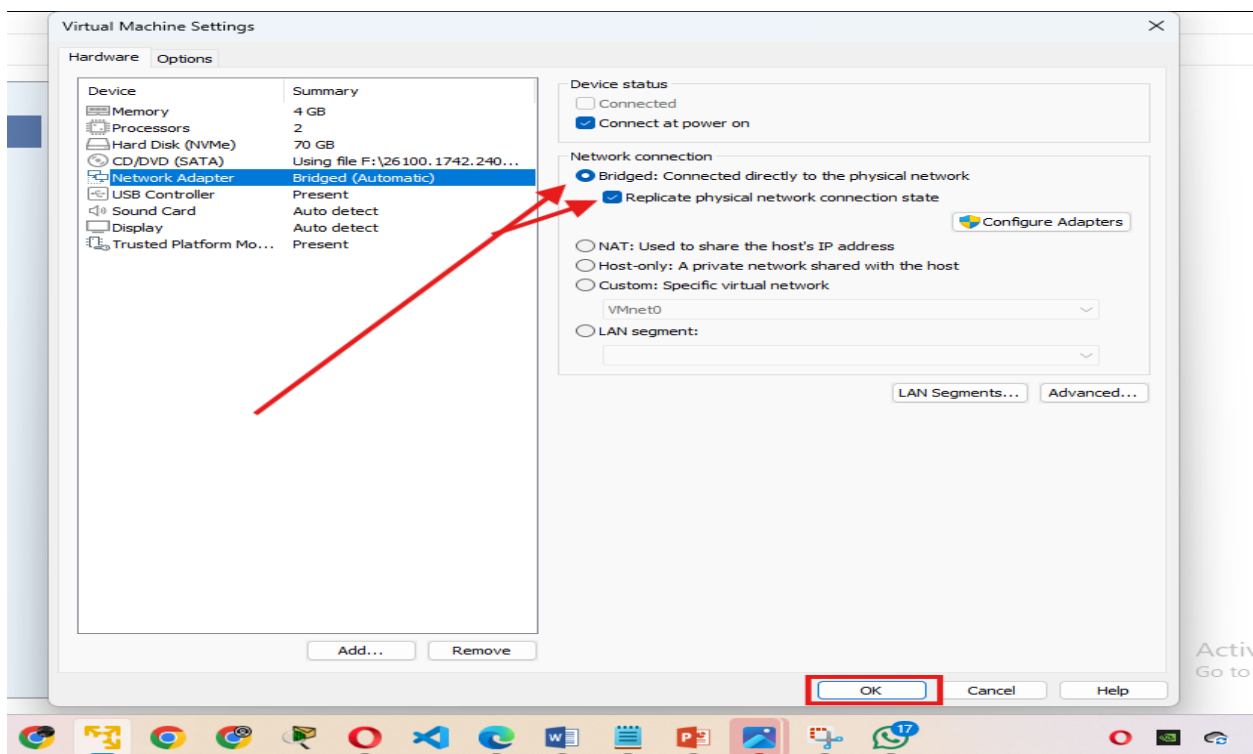 Virtual Machine Settings
Hardware Options
Device Summary
Memory 4 GB
Processors 2
Hard Disk (NVMe) 70 GB
CD/DVD (SATA) Using file F:\26100.1742.240...
Network Adapter Bridged (Automatic)
USB Controller Present
Sound Card Auto detect
Display Auto detect
Trusted Platform Mo... Present
Add... Remove
Device status
Connected
Connect at power on
Network connection
Bridged: Connected directly to the physical network
Replicate physical network connection state
Configure Adapters
NAT: Used to share the host's IP address
Host-only: A private network shared with the host
Custom: Specific virtual network
VMnet0
LAN segment:
LAN Segments... Advanced...
OK Cancel Help
Activ
Go to
17